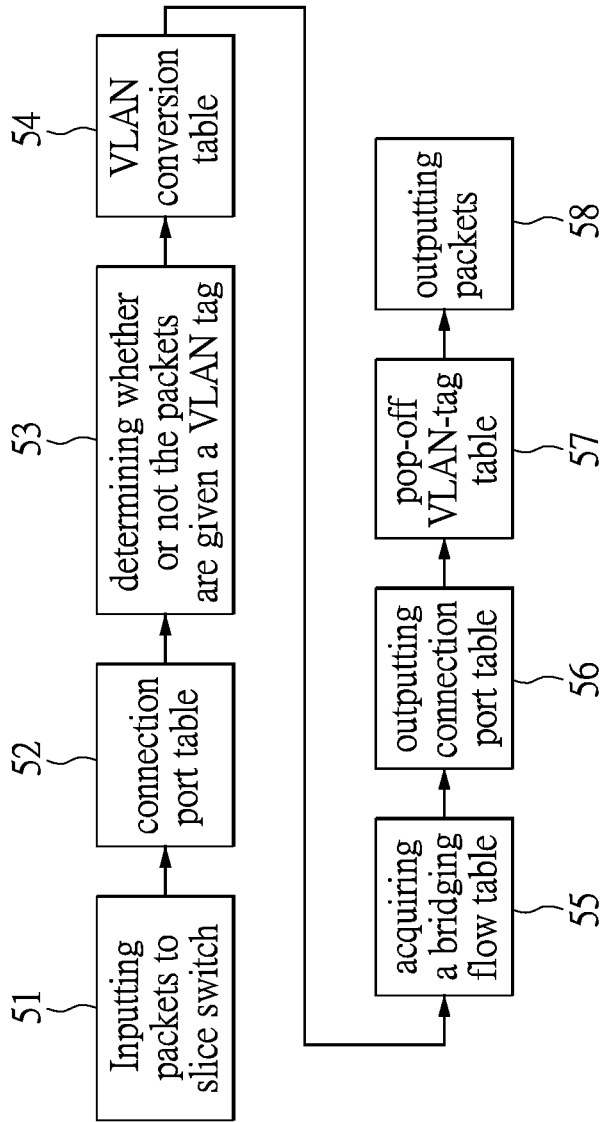 51
Inputting
packets to
slice switch
52
connection
port table
53
determining whether
or not the packets
are given a VLAN tag
54
VLAN
conversion
table
acquiring
a bridging
flow table
55
outputting
connection
port table
56
pop-off
VLAN-tag
table
57
outputting
packets
58